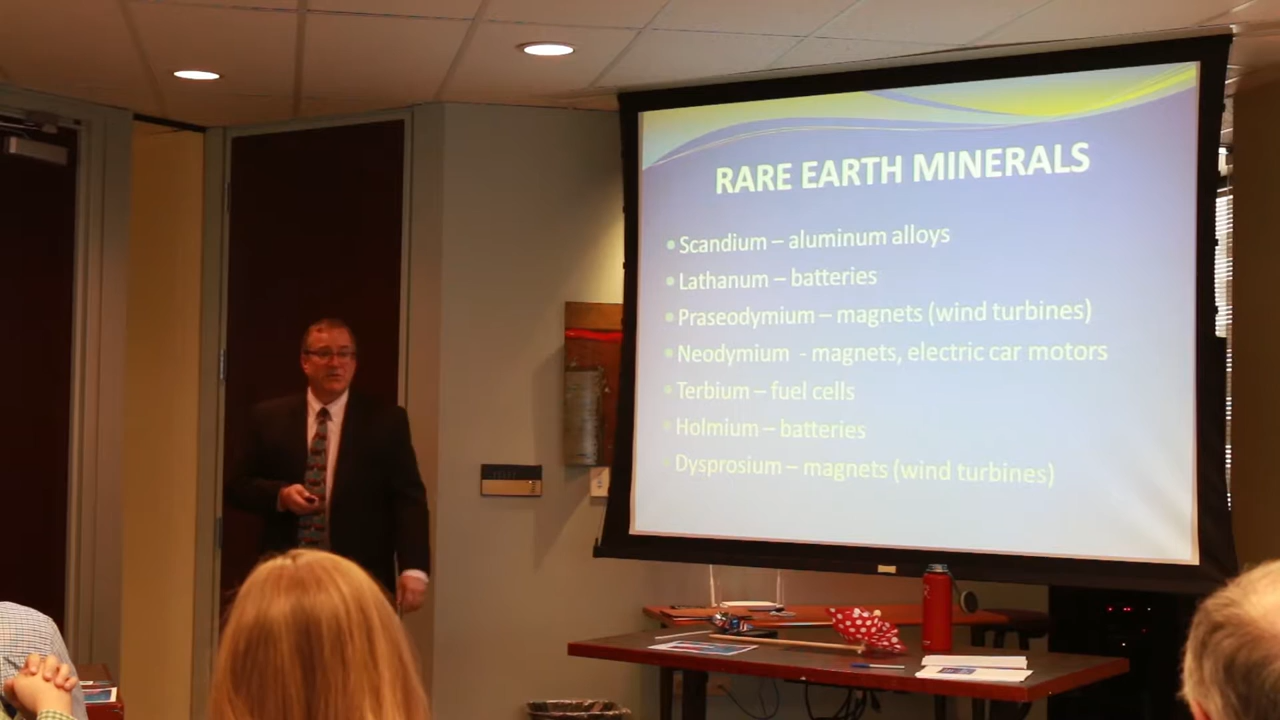 RARE EARTH MINERALS
• Scandium – aluminum alloys
• Lathanum – batteries
• Praseodymium – magnets (wind turbines)
• Neodymium - magnets, electric car motors
• Terbium – fuel cells
• Holmium – batteries
• Dysprosium – magnets (wind turbines)